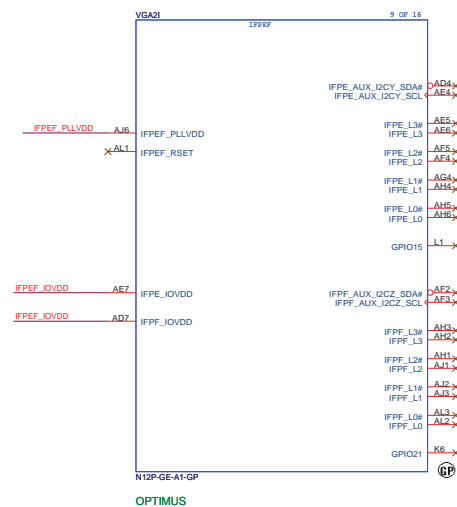 VGA2I 9 OF 16
IFPEF
IFPE_AUX_I2CY_SDA# AD4
IFPE_AUX_I2CY_SCL AE4
IFPE_L3# AE5
IFPE_L3 AE6
IFPEF_PLLVDD AJ6 IFPEF_PLLVDD
AL1 IFPEF_RSET
IFPE_L2# AF5
IFPE_L2 AF4
IFPE_L1# AG4
IFPE_L1 AH4
IFPE_L0# AH5
IFPE_L0 AH6
GPIO15 L1
IFPEF_IOVDD AE7 IFPE_IOVDD
IFPF_AUX_I2CZ_SDA# AF2
IFPF_AUX_I2CZ_SCL AF3
IFPEF_IOVDD AD7 IFPF_IOVDD
IFPF_L3# AH3
IFPF_L3 AH2
IFPF_L2# AH1
IFPF_L2 AJ1
IFPF_L1# AJ2
IFPF_L1 AJ3
IFPF_L0# AL3
IFPF_L0 AL2
GPIO21 K6
GP
N12P-GE-A1-GP
OPTIMUS